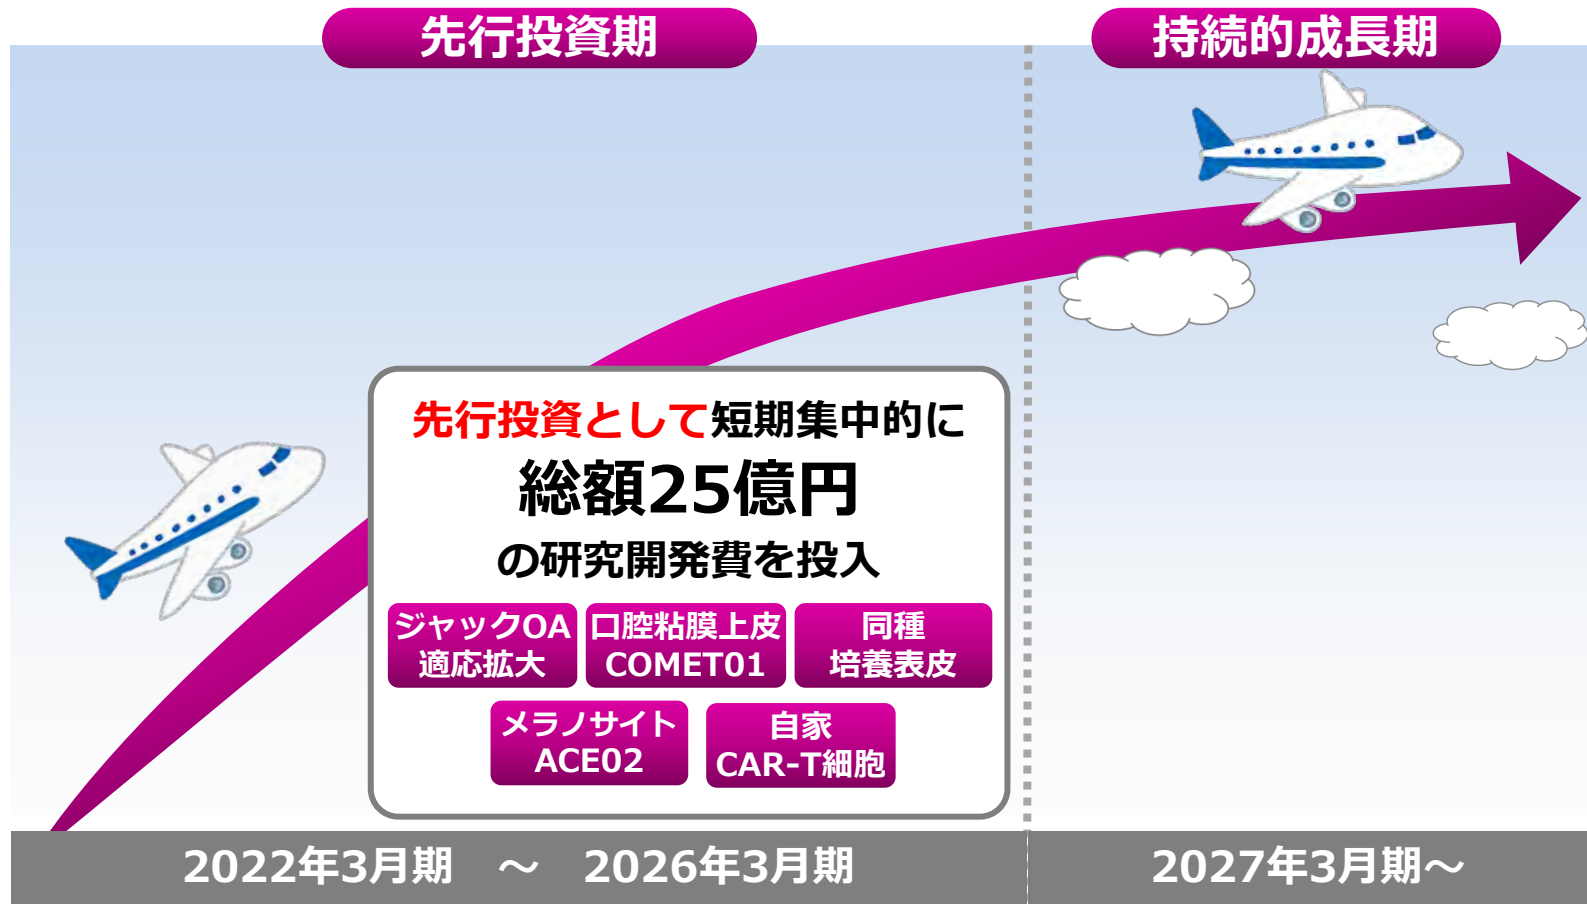 先行投資期
持続的成長期
先行投資として短期集中的に
総額25億円
の研究開発費を投入
ジャックOA
適応拡大
口腔粘膜上皮
COMET01
同種
培養表皮
メラノサイト
ACE02
自家
CAR-T細胞
2022年3月期　～　2026年3月期
2027年3月期～